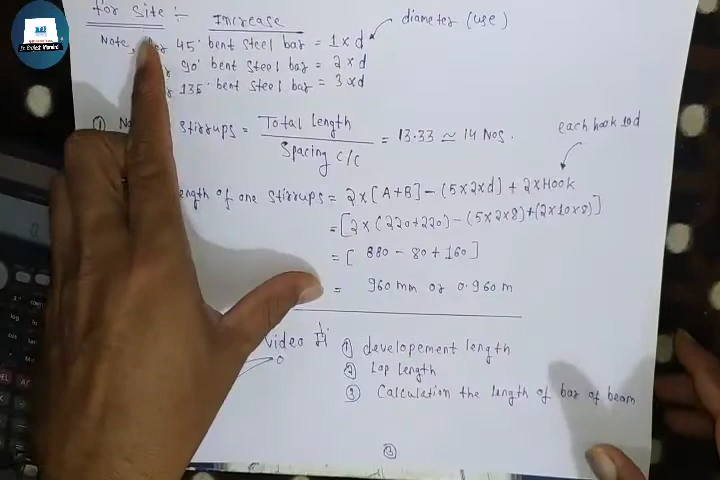 for Site :- Increase
diameter (use)
Note, 45° bent steel bar = 1 x d
90° bent steel bar = 2 x d
135° bent steel bar = 3 x d
① No stirrups = Total length / Spacing c/c = 13.33 ≃ 14 Nos.
each hook 10d
length of one stirrups = 2 x [A+B] - (5x2xd) + 2 x Hook
= [2 x (220+220) - (5x2x8) + (2x10x8)]
= [ 880 - 80 + 160 ]
= 960 mm or 0.960 m
Video
① developement length
② Lap length
③ Calculation the length of bar of beam